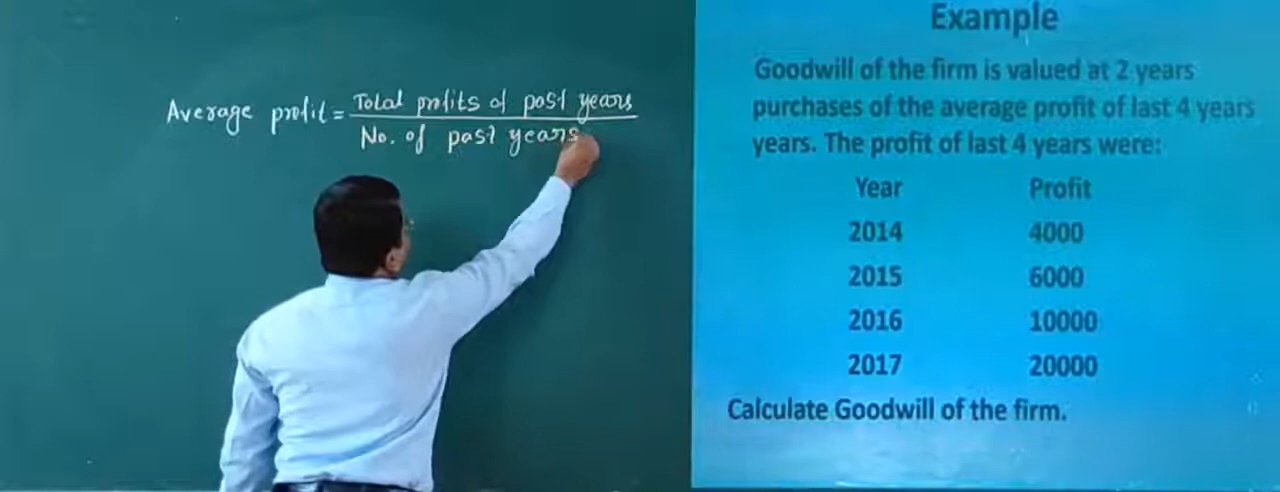 Average profit = Total profits of past years
No. of past years
Example
Goodwill of the firm is valued at 2 years
purchases of the average profit of last 4 years
years. The profit of last 4 years were:
Year Profit
2014 4000
2015 6000
2016 10000
2017 20000
Calculate Goodwill of the firm.